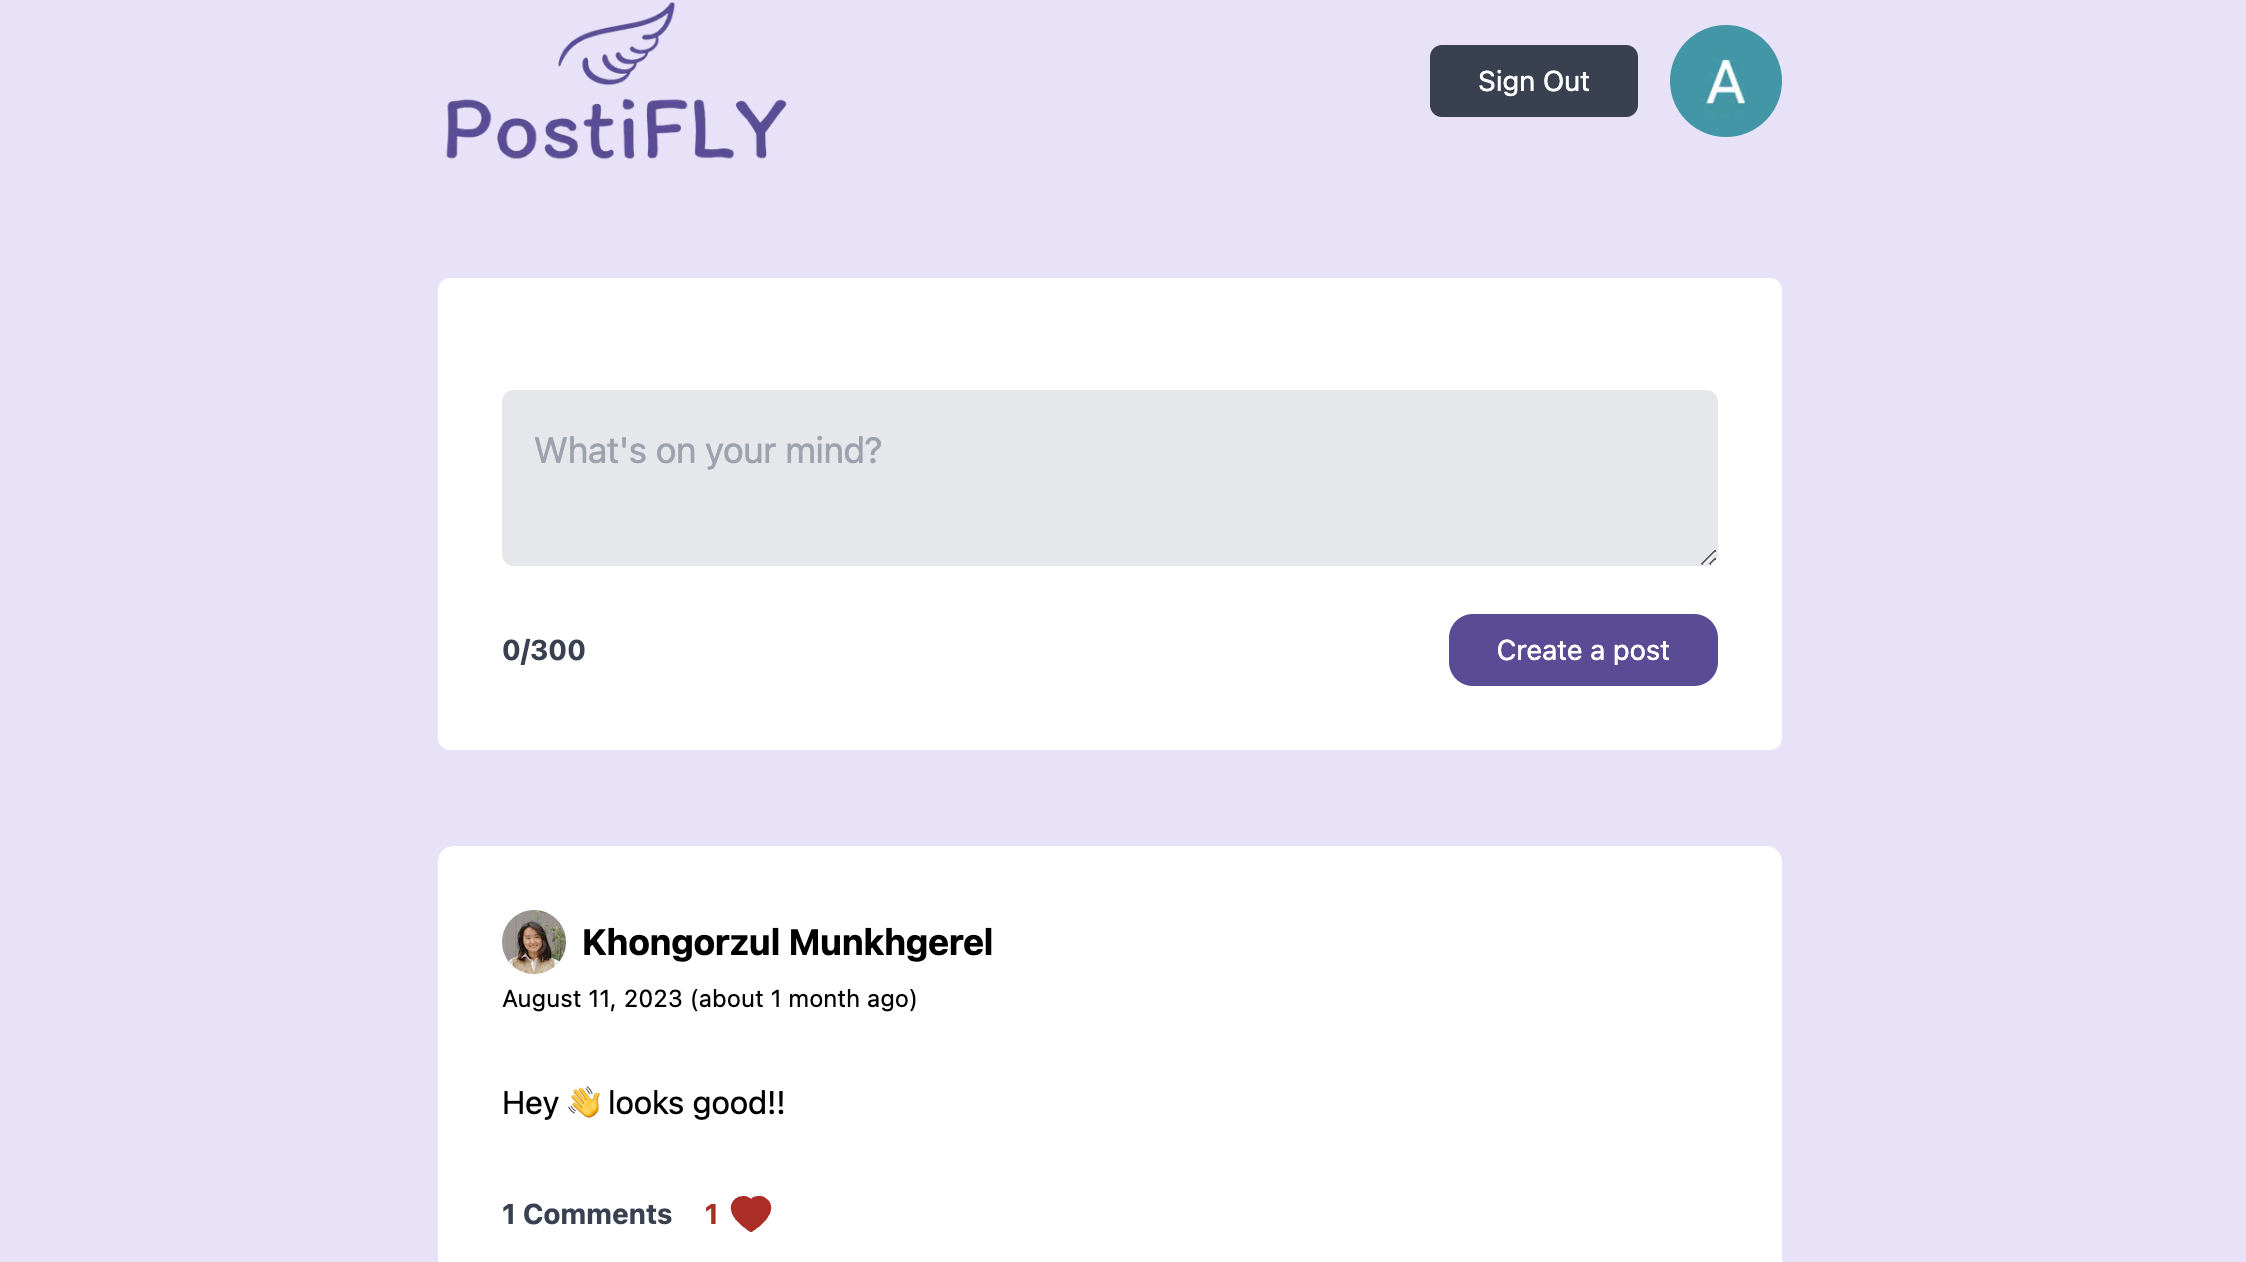 PostiFLY
Sign Out
A
What's on your mind?
0/300
Create a post
Khongorzul Munkhgerel
August 11, 2023 (about 1 month ago)
Hey 👋 looks good!!
1 Comments 1